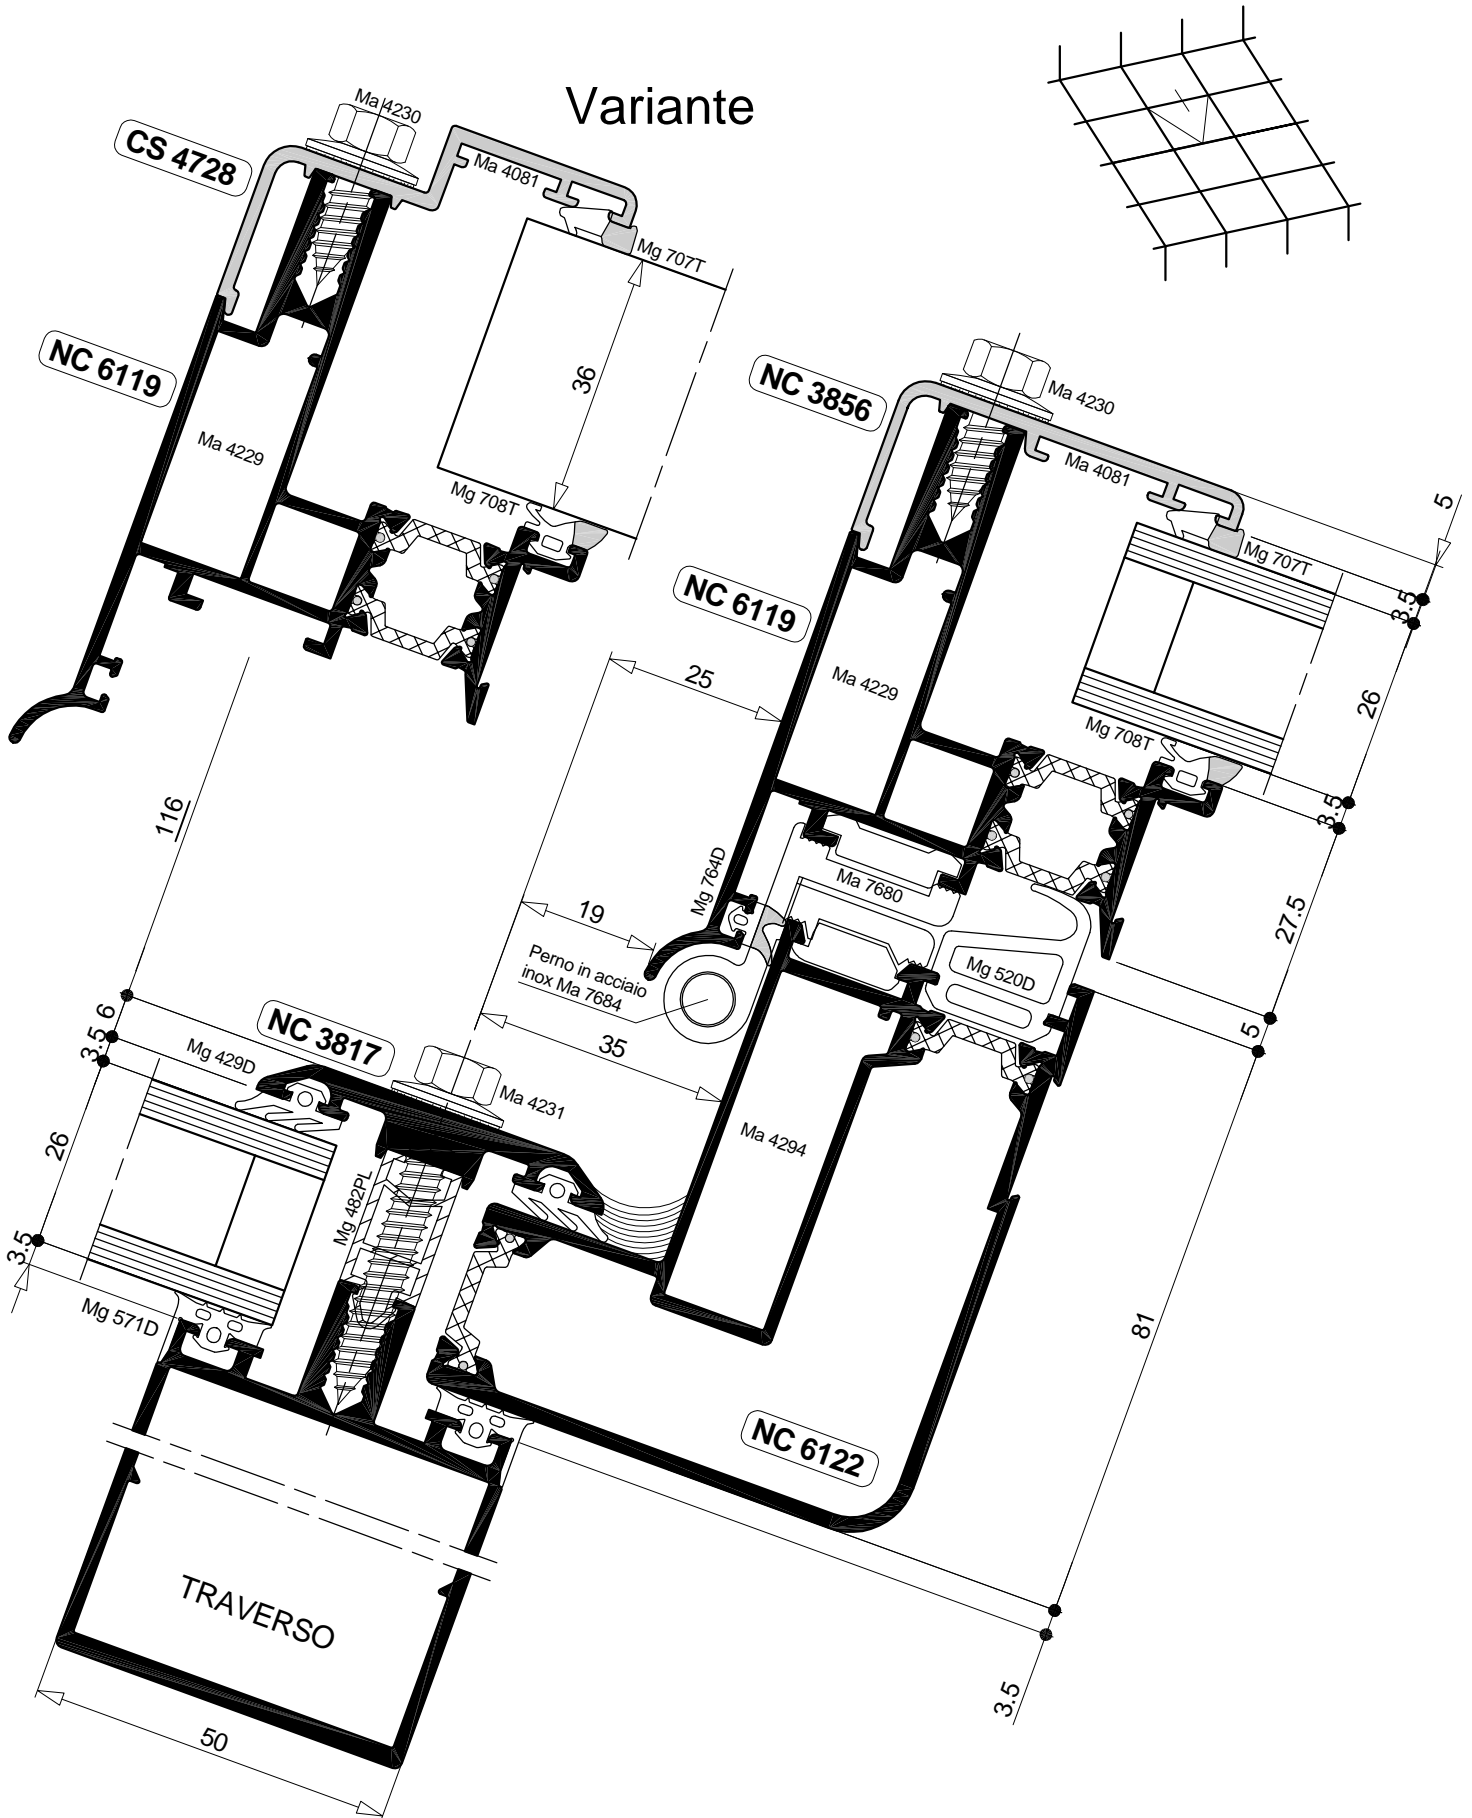 Variante
Ma 4230
CS 4728
Ma 4081
Mg 707T
NC 6119
36
Ma 4229
Mg 708T
NC 3856
Ma 4230
Ma 4081
5
Mg 707T
3.5
NC 6119
25
Ma 4229
26
Mg 708T
3.5
116
Mg 764D
Ma 7680
27.5
19
Perno in acciaio
inox Ma 7684
Mg 520D
5
6
3.5
NC 3817
Mg 429D
35
Ma 4231
26
Ma 4294
Mg 482PL
3.5
Mg 571D
81
NC 6122
TRAVERSO
3.5
50